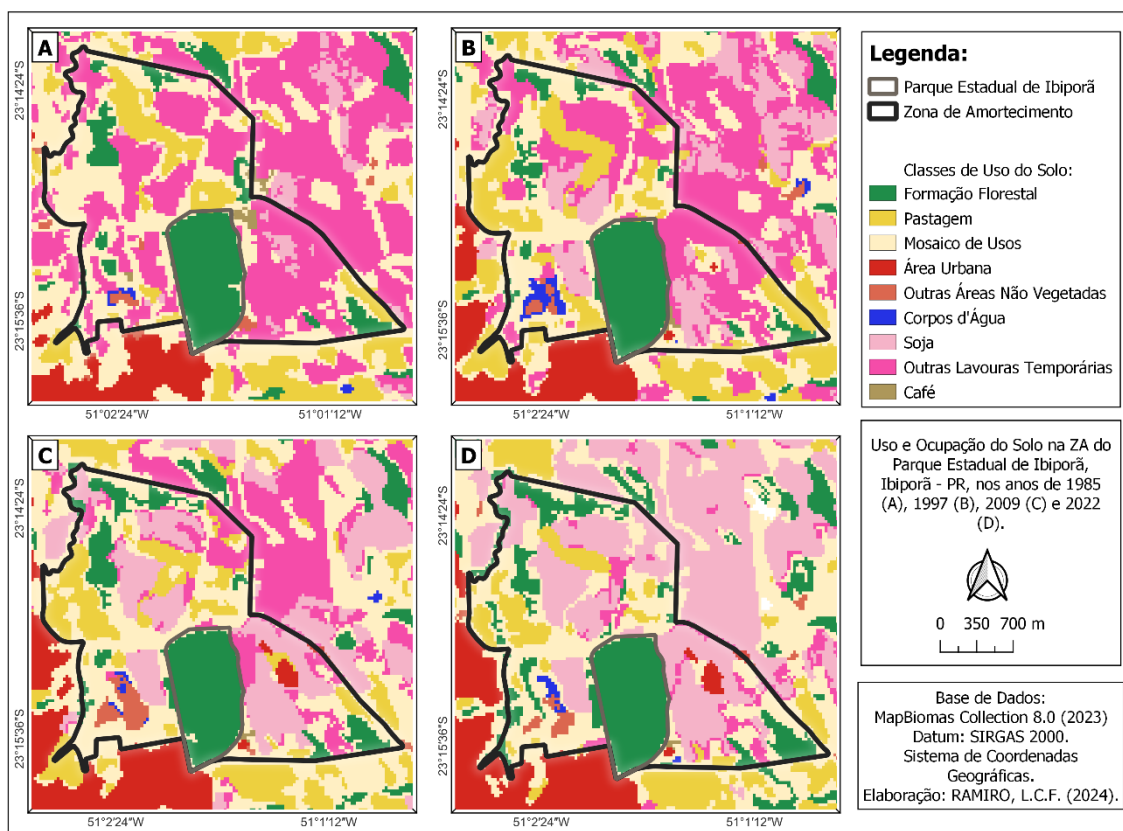 A
B
23°14'24"S
23°15'36"S
51°02'24"W
51°01'12"W
23°14'24"S
23°15'36"S
51°2'24"W
51°1'12"W
C
D
23°14'24"S
23°15'36"S
51°2'24"W
51°1'12"W
23°14'24"S
23°15'36"S
51°2'24"W
51°1'12"W
Legenda:
Parque Estadual de Ibiporã
Zona de Amortecimento
Classes de Uso do Solo:
Formação Florestal
Pastagem
Mosaico de Usos
Área Urbana
Outras Áreas Não Vegetadas
Corpos d'Água
Soja
Outras Lavouras Temporárias
Café
Uso e Ocupação do Solo na ZA do
Parque Estadual de Ibiporã,
Ibiporã - PR, nos anos de 1985
(A), 1997 (B), 2009 (C) e 2022
(D).
0 350 700 m
Base de Dados:
MapBiomas Collection 8.0 (2023)
Datum: SIRGAS 2000.
Sistema de Coordenadas
Geográficas.
Elaboração: RAMIRO, L.C.F. (2024).